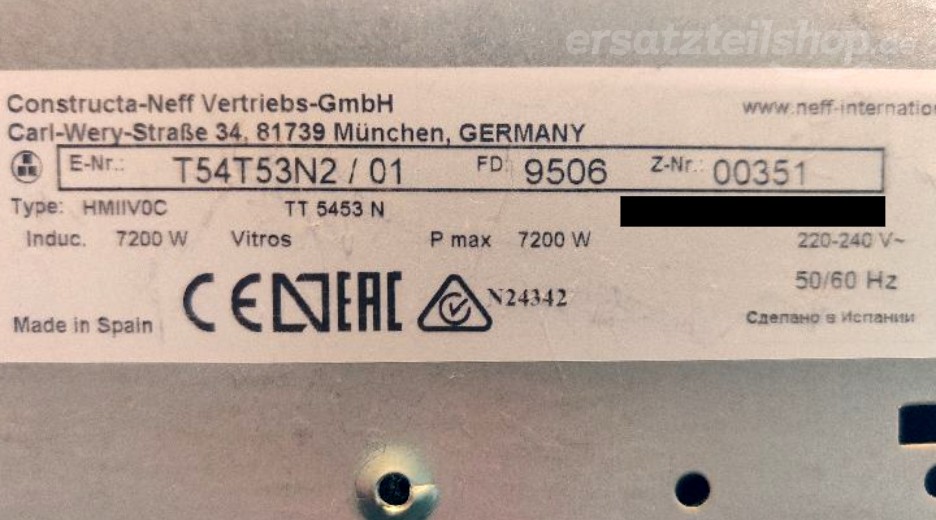 ersatzteilshop.de
Constructa-Neff Vertriebs-GmbH
www.neff-internatio
Carl-Wery-Straße 34, 81739 München, GERMANY
E-Nr.: T54T53N2 / 01 FD: 9506 Z-Nr.: 00351
Type: HMIIV0C TT 5453 N
Induc. 7200 W Vitros P max 7200 W 220-240 V~
50/60 Hz
CE EAC N24342
Made in Spain Сделано в Испании